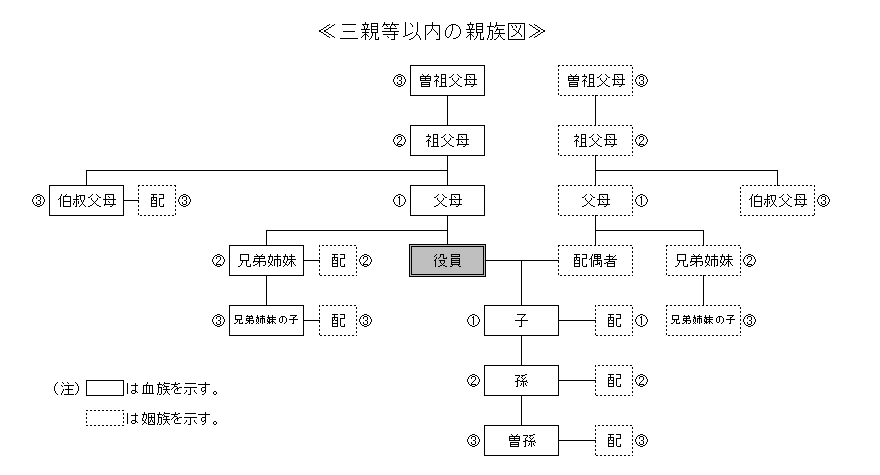 ≪三親等以内の親族図≫
③ 曽祖父母 曽祖父母 ③
② 祖父母 祖父母 ②
③ 伯叔父母 配 ③ ① 父母 父母 ① 伯叔父母 ③
② 兄弟姉妹 配 ② 役員 配偶者 兄弟姉妹 ②
③ 兄弟姉妹の子 配 ③ ① 子 配 ① 兄弟姉妹の子 ③
② 孫 配 ②
(注) は血族を示す。
は姻族を示す。
③ 曽孫 配 ③